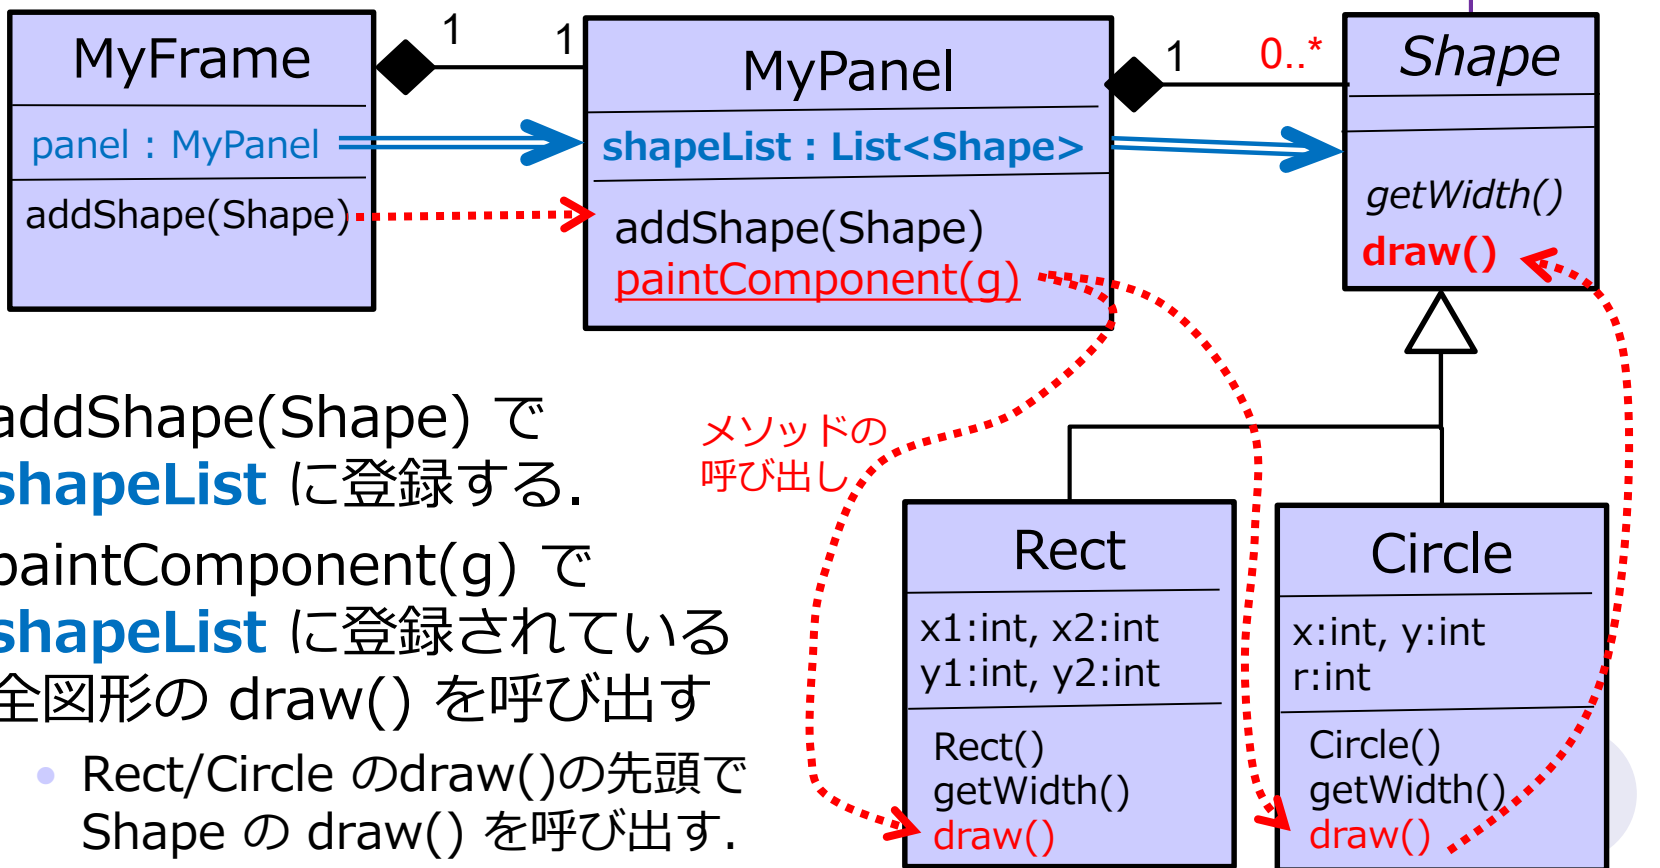 MyFrame
panel : MyPanel
addShape(Shape)
1
1
MyPanel
shapeList : List<Shape>
addShape(Shape)
paintComponent(g)
1
0..*
Shape
getWidth()
draw()
addShape(Shape) で
shapeList に登録する.
paintComponent(g) で
shapeList に登録されている
全図形の draw() を呼び出す
• Rect/Circle のdraw()の先頭で
Shape の draw() を呼び出す.
メソッドの
呼び出し
Rect
x1:int, x2:int
y1:int, y2:int
Rect()
getWidth()
draw()
Circle
x:int, y:int
r:int
Circle()
getWidth()
draw()